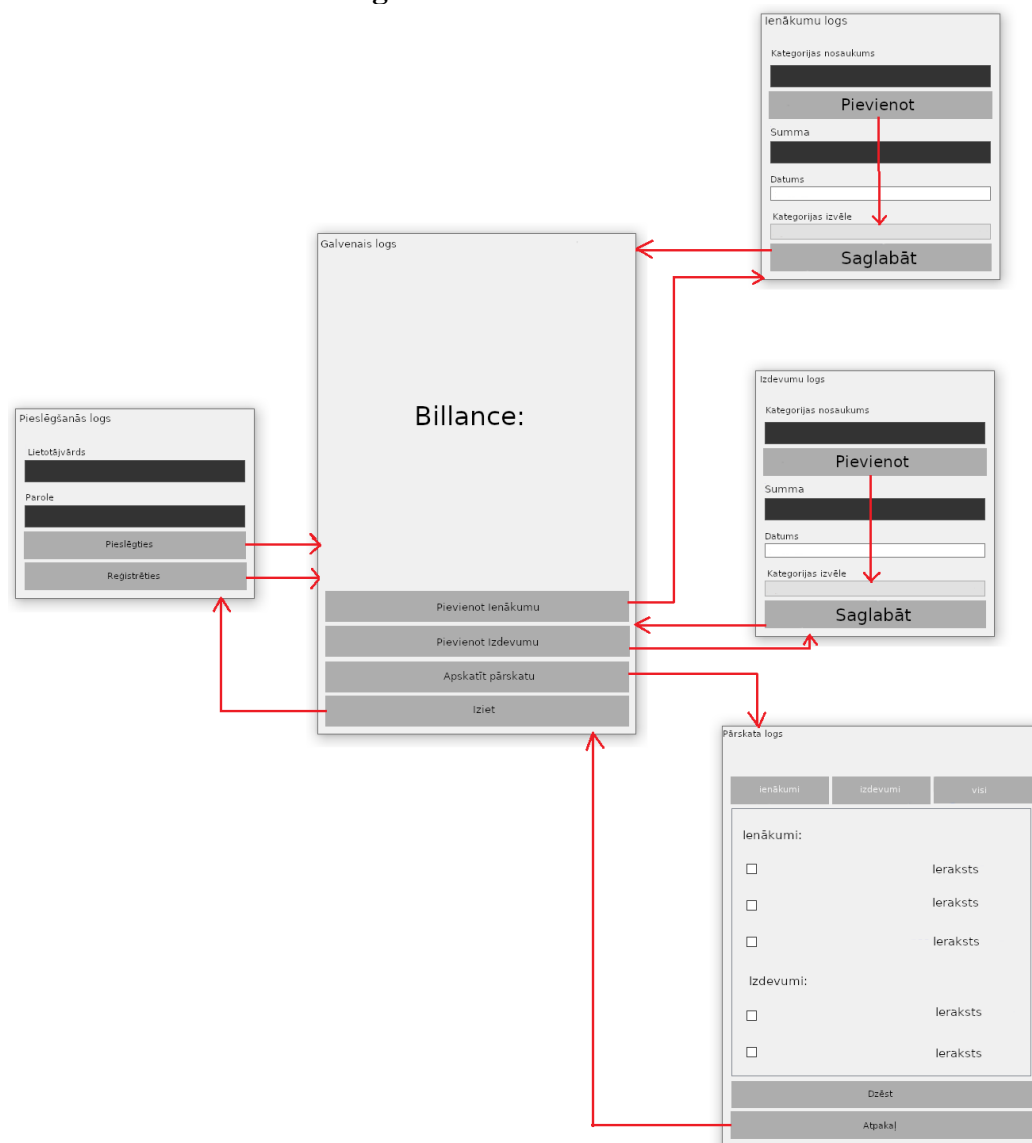 Ienākumu logs
Kategorijas nosaukums
Pievienot
Summa
Datums
Kategorijas izvēle
Saglabāt
Galvenais logs
Billance:
Pievienot Ienākumu
Pievienot Izdevumu
Apskatīt pārskatu
Iziet
Pieslēgšanās logs
Lietotājvārds
Parole
Pieslēgties
Reģistrēties
Izdevumu logs
Kategorijas nosaukums
Pievienot
Summa
Datums
Kategorijas izvēle
Saglabāt
Pārskata logs
ienākumi izdevumi visi
Ienākumi:
Ieraksts
Ieraksts
Ieraksts
Izdevumi:
Ieraksts
Ieraksts
Dzēst
Atpakaļ